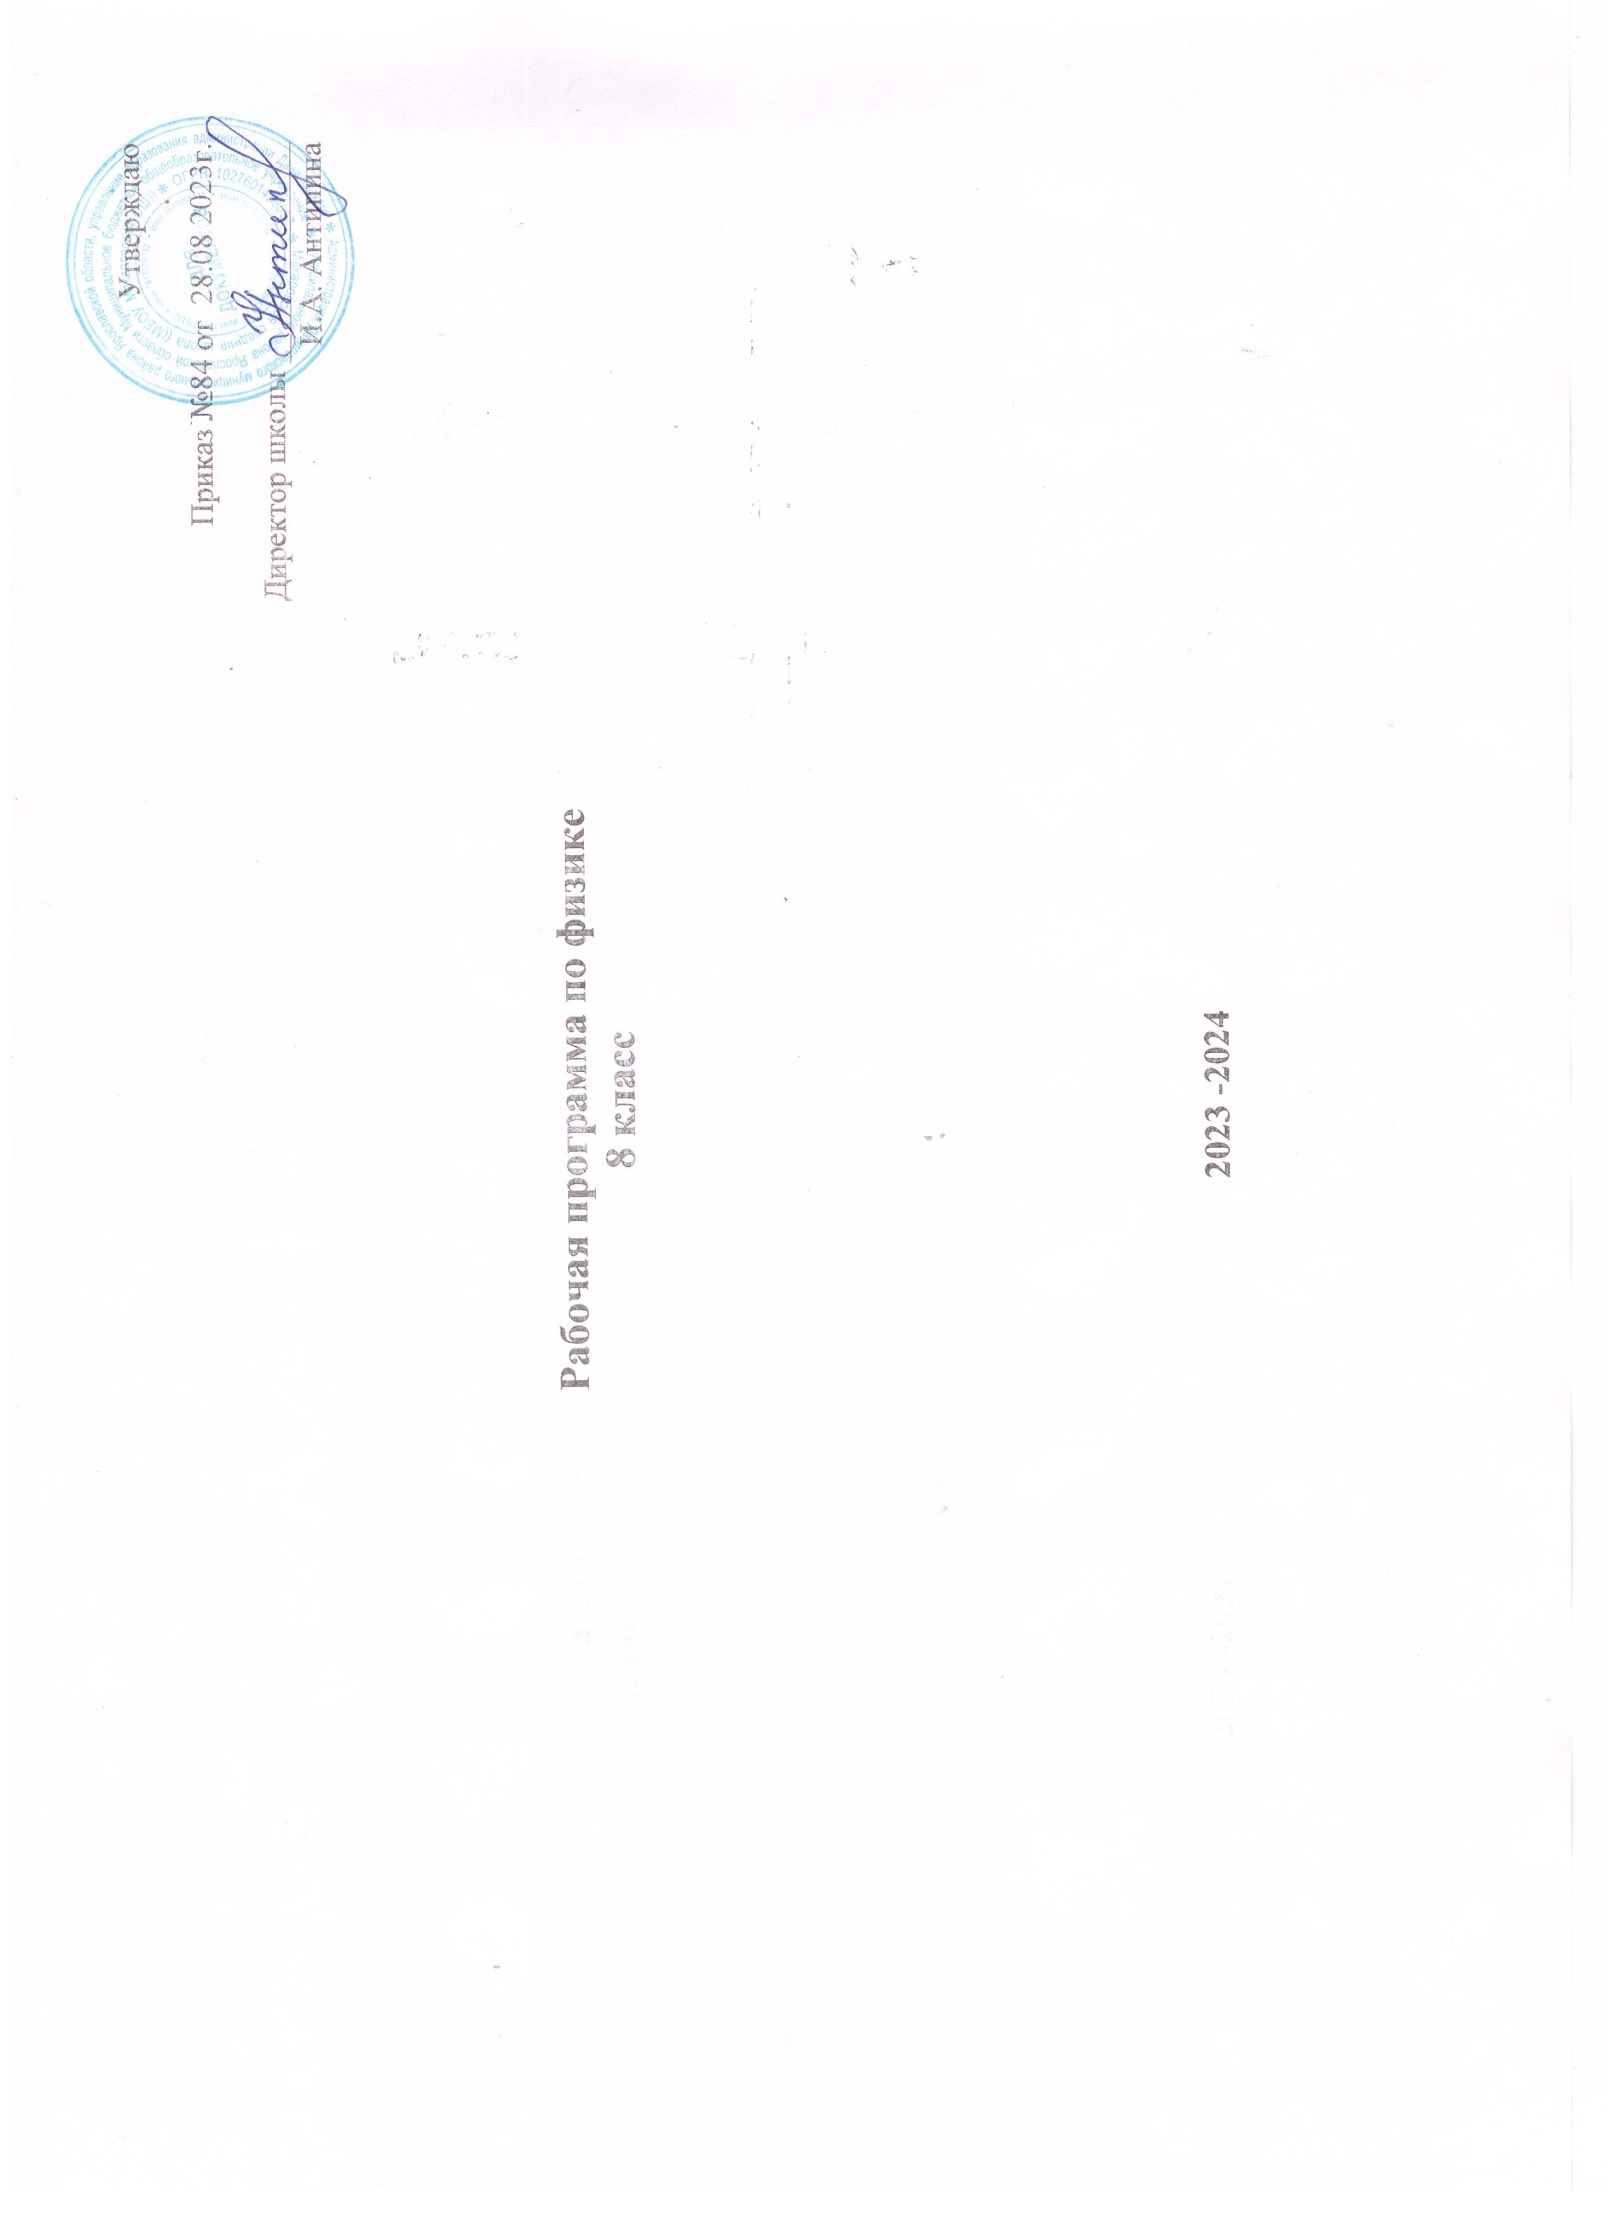 Утверждаю
Приказ №84 от 28.08 2023г.
Директор школы
И.А. Антипина
Рабочая программа по физике
8 класс
2023 -2024